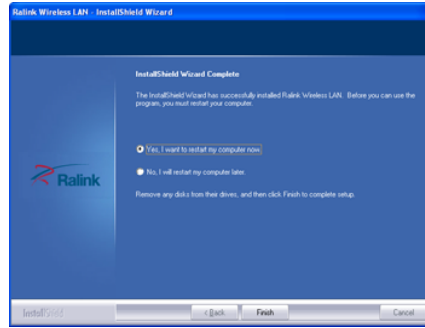 Ralink Wireless LAN - InstallShield Wizard
InstallShield Wizard Complete
The InstallShield Wizard has successfully installed Ralink Wireless LAN. Before you can use the
program, you must restart your computer.
Yes, I want to restart my computer now.
No, I will restart my computer later.
Ralink
Remove any disks from their drives, and then click Finish to complete setup.
InstallShield
< Back
Finish
Cancel